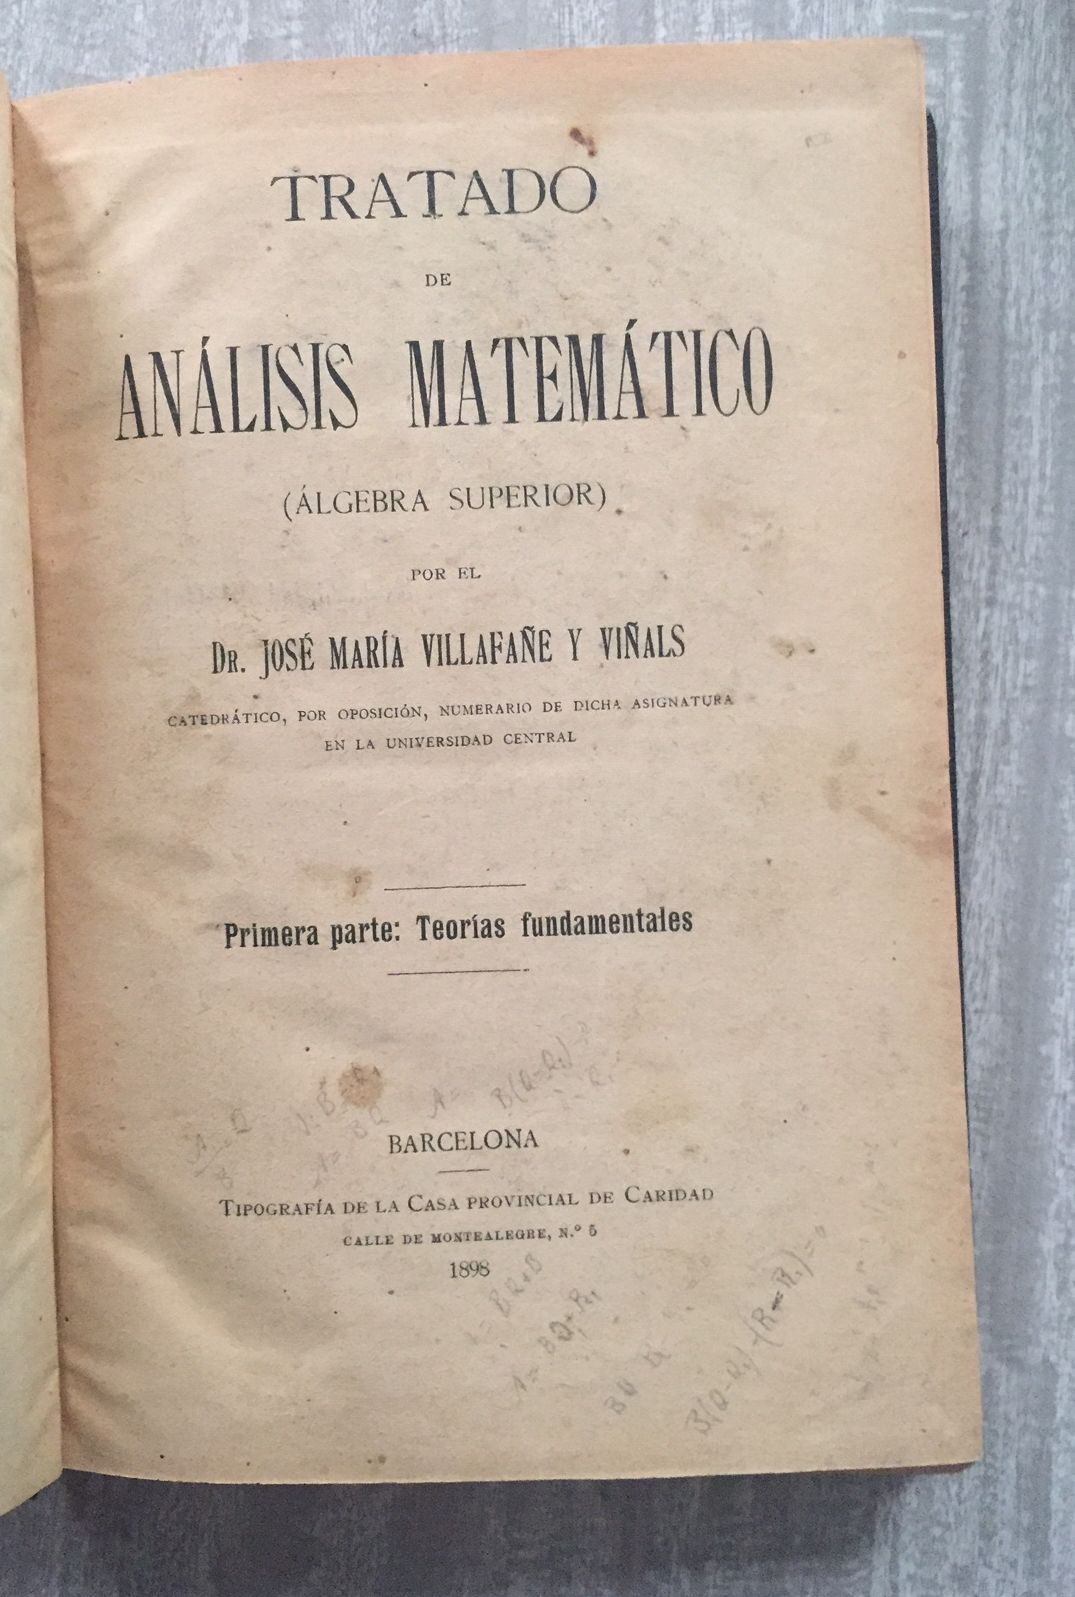 TRATADO
DE
ANÁLISIS MATEMÁTICO
(ÁLGEBRA SUPERIOR)
POR EL
DR. JOSÉ MARÍA VILLAFAÑE Y VIÑALS
CATEDRÁTICO, POR OPOSICIÓN, NUMERARIO DE DICHA ASIGNATURA
EN LA UNIVERSIDAD CENTRAL
Primera parte: Teorías fundamentales
BARCELONA
TIPOGRAFÍA DE LA CASA PROVINCIAL DE CARIDAD
CALLE DE MONTEALEGRE, N.º 5
1898